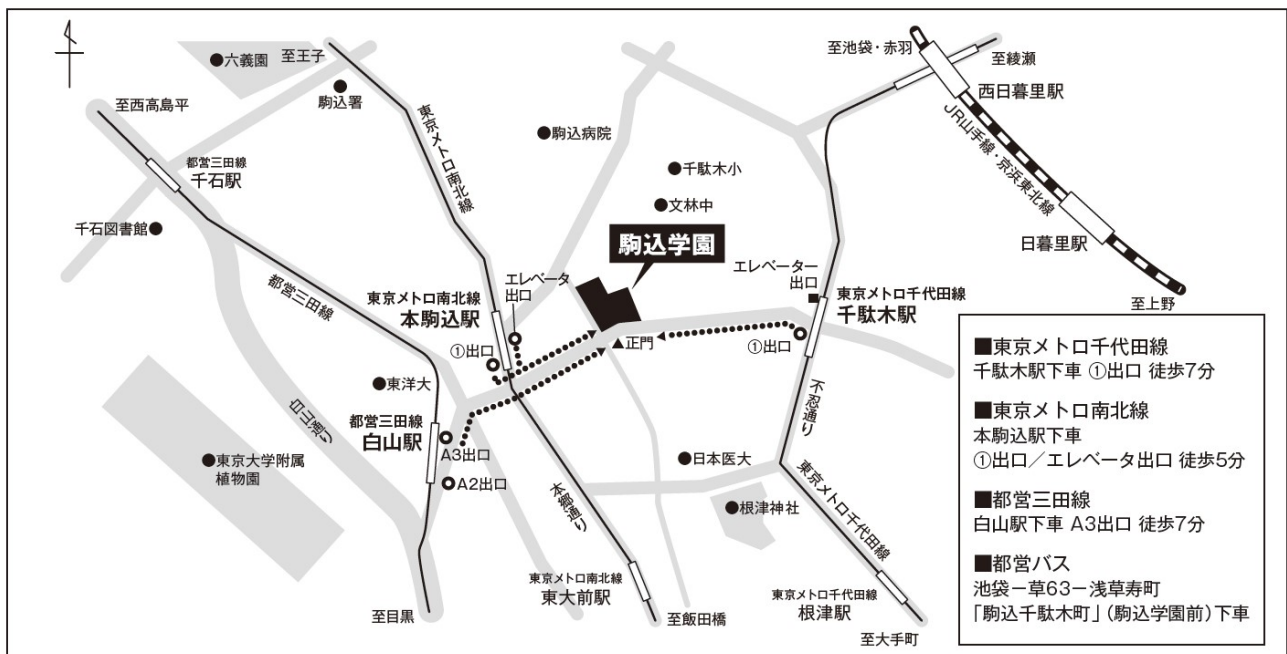 六義園
至王子
至池袋・赤羽
至綾瀬
駒込署
西日暮里駅
至西高島平
東京メトロ南北線
駒込病院
JR山手線・京浜東北線
都営三田線
千石駅
千駄木小
文林中
千石図書館
駒込学園
日暮里駅
都営三田線
エレベータ
出口
エレベーター
出口
東京メトロ南北線
本駒込駅
東京メトロ千代田線
千駄木駅
至上野
①出口
正門
①出口
東洋大
白山通り
都営三田線
白山駅
不忍通り
A3出口
A2出口
東京大学附属
植物園
日本医大
本郷通り
根津神社
東京メトロ千代田線
東京メトロ南北線
東大前駅
東京メトロ千代田線
根津駅
至目黒
至飯田橋
至大手町
■東京メトロ千代田線
千駄木駅下車 ①出口 徒歩7分
■東京メトロ南北線
本駒込駅下車
①出口／エレベータ出口 徒歩5分
■都営三田線
白山駅下車 A3出口 徒歩7分
■都営バス
池袋－草63－浅草寿町
「駒込千駄木町」（駒込学園前）下車